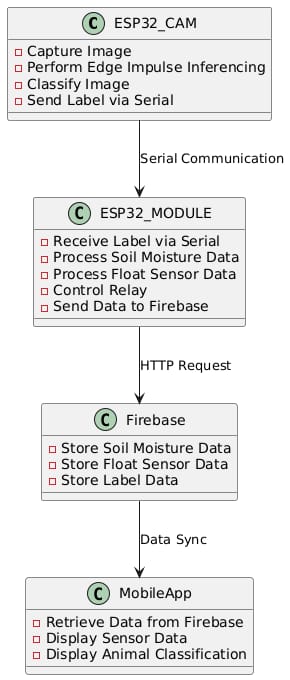 C ESP32_CAM
Capture Image
Perform Edge Impulse Inferencing
Classify Image
Send Label via Serial
Serial Communication
C ESP32_MODULE
Receive Label via Serial
Process Soil Moisture Data
Process Float Sensor Data
Control Relay
Send Data to Firebase
HTTP Request
C Firebase
Store Soil Moisture Data
Store Float Sensor Data
Store Label Data
Data Sync
C MobileApp
Retrieve Data from Firebase
Display Sensor Data
Display Animal Classification